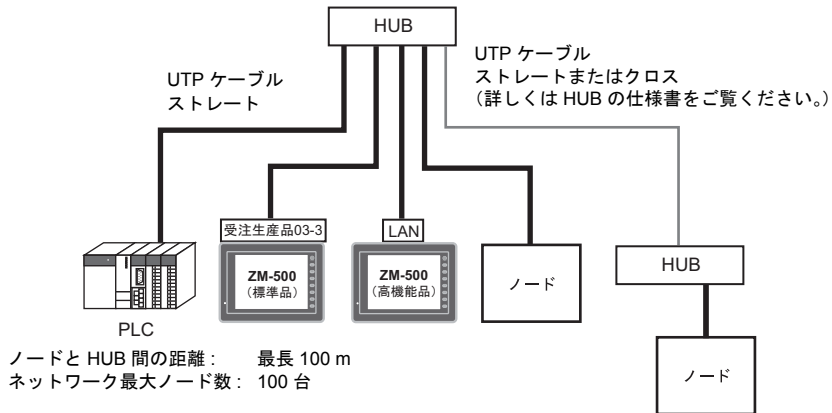 HUB
UTP ケーブル
ストレート
UTP ケーブル
ストレートまたはクロス
（詳しくは HUB の仕様書をご覧ください。）
受注生産品03-3
LAN
ZM-500
（標準品）
ZM-500
（高機能品）
ノード
HUB
PLC
ノード
ノードと HUB 間の距離 : 最長 100 m
ネットワーク最大ノード数 : 100 台